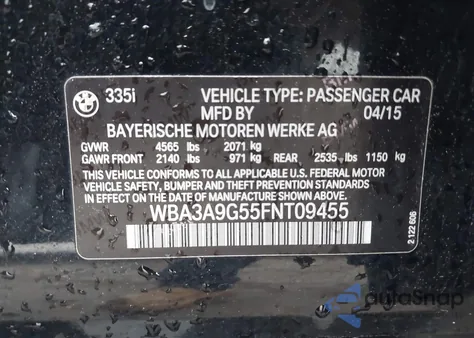 335i VEHICLE TYPE: PASSENGER CAR
MFD BY 04/15
BAYERISCHE MOTOREN WERKE AG
GVWR 4565 lbs 2071 kg
GAWR FRONT 2140 lbs 971 kg REAR 2535 lbs 1150 kg
THIS VEHICLE CONFORMS TO ALL APPLICABLE U.S. FEDERAL MOTOR
VEHICLE SAFETY, BUMPER AND THEFT PREVENTION STANDARDS
IN EFFECT ON THE DATE OF MANUFACTURE SHOWN ABOVE.
WBA3A9G55FNT09455
2 122 606
autoSnap